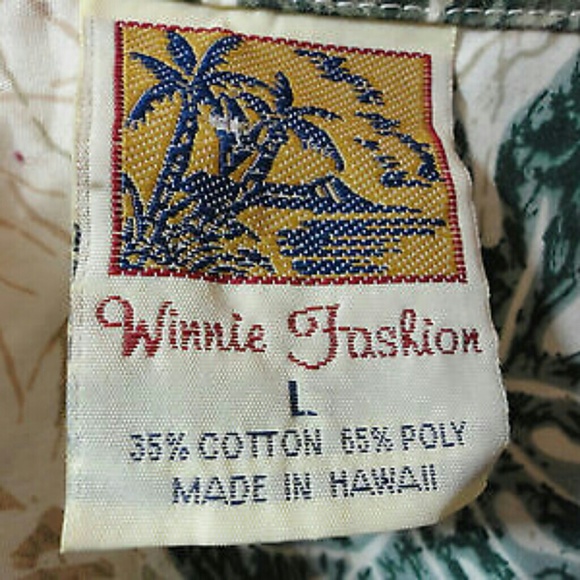 Winnie Fashion
L
35% COTTON 65% POLY
MADE IN HAWAII